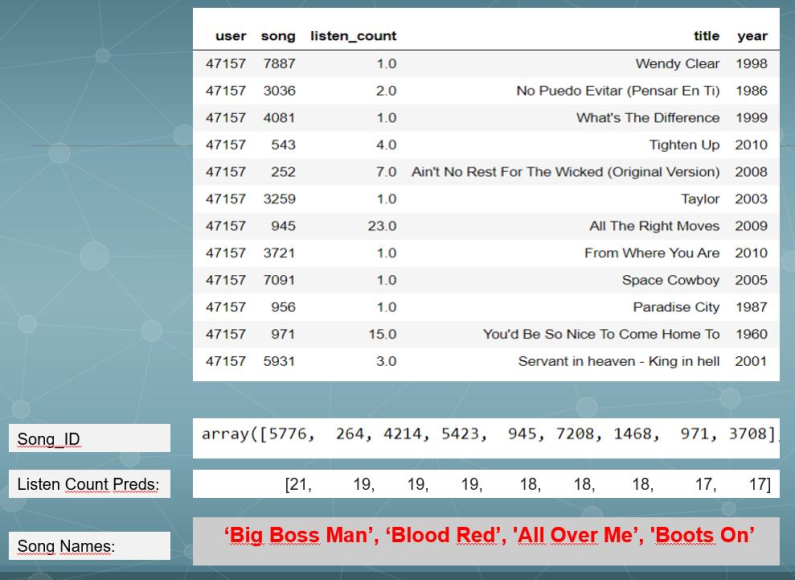 user song listen_count title year
47157 7887 1.0 Wendy Clear 1998
47157 3036 2.0 No Puedo Evitar (Pensar En Ti) 1986
47157 4081 1.0 What's The Difference 1999
47157 543 4.0 Tighten Up 2010
47157 252 7.0 Ain't No Rest For The Wicked (Original Version) 2008
47157 3259 1.0 Taylor 2003
47157 945 23.0 All The Right Moves 2009
47157 3721 1.0 From Where You Are 2010
47157 7091 1.0 Space Cowboy 2005
47157 956 1.0 Paradise City 1987
47157 971 15.0 You'd Be So Nice To Come Home To 1960
47157 5931 3.0 Servant in heaven - King in hell 2001
Song_ID array([5776, 264, 4214, 5423, 945, 7208, 1468, 971, 3708],
Listen Count Preds: [21, 19, 19, 19, 18, 18, 18, 17, 17]
Song Names: ‘Big Boss Man’, ‘Blood Red’, 'All Over Me’, 'Boots On’